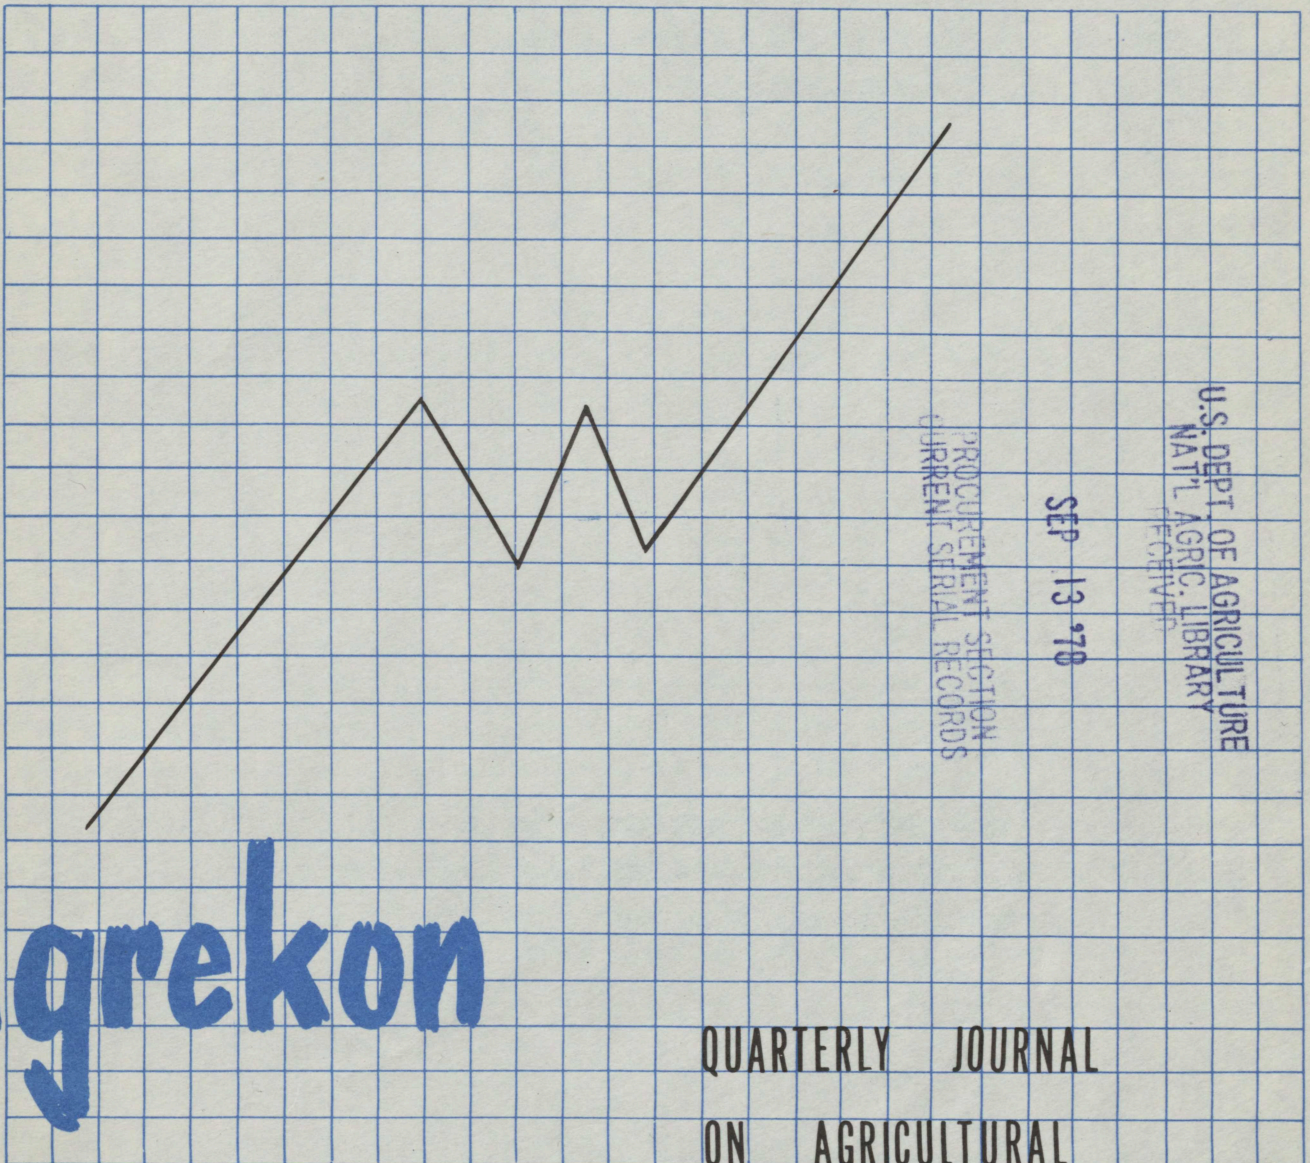 U.S. DEPT. OF AGRICULTURE
NAT'L AGRIC. LIBRARY
RECEIVED
SEP 13 '78
PROCUREMENT SECTION
CURRENT SERIAL RECORDS
grekon
QUARTERLY JOURNAL
ON AGRICULTURAL